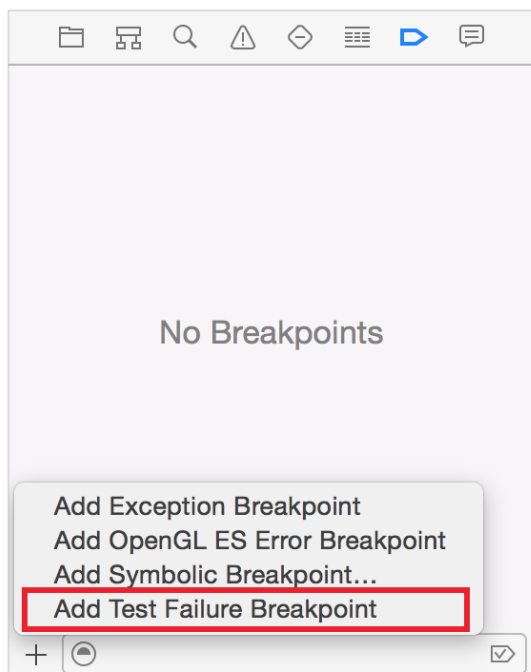 No Breakpoints
Add Exception Breakpoint
Add OpenGL ES Error Breakpoint
Add Symbolic Breakpoint...
Add Test Failure Breakpoint